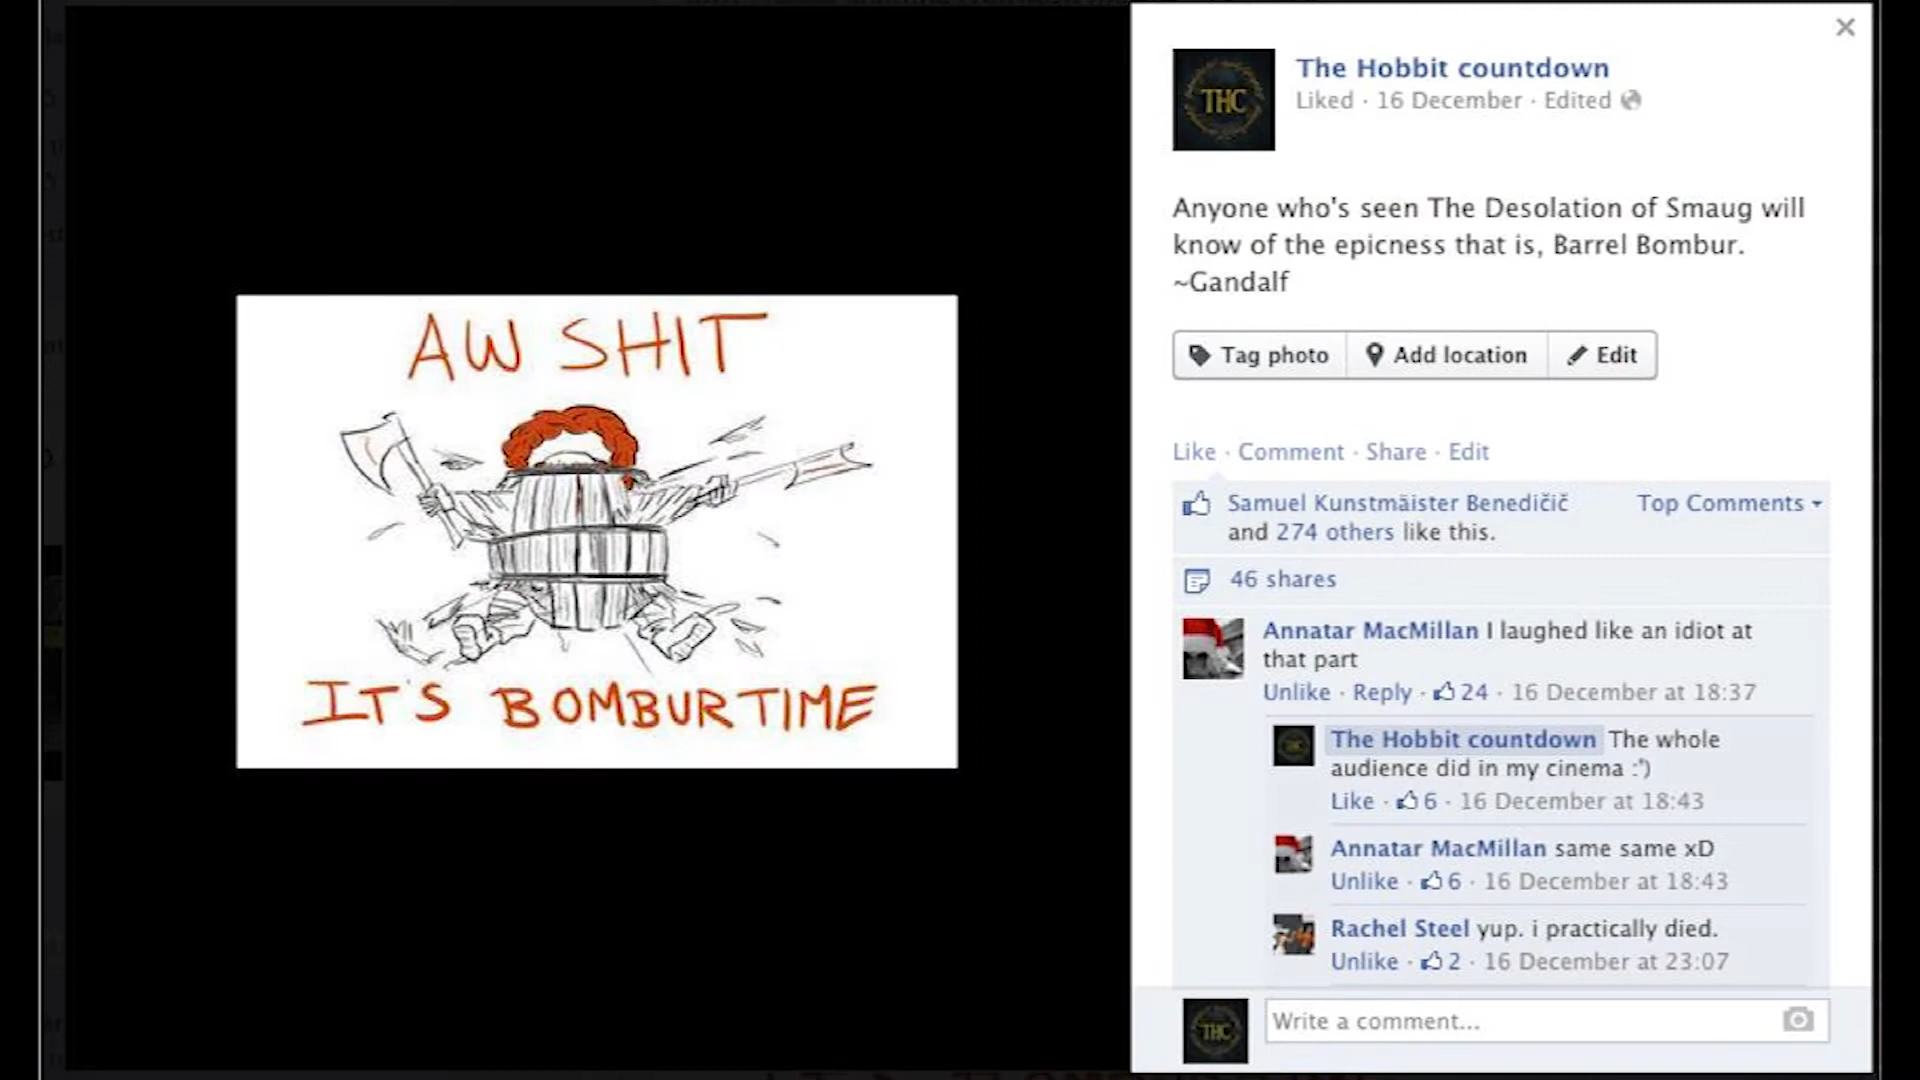 AW SHIT
IT'S BOMBURTIME
THC
The Hobbit countdown
Liked · 16 December · Edited
Anyone who's seen The Desolation of Smaug will
know of the epicness that is, Barrel Bombur.
~Gandalf
Tag photo Add location Edit
Like · Comment · Share · Edit
Samuel Kunstmäister Benedičič Top Comments
and 274 others like this.
46 shares
Annatar MacMillan I laughed like an idiot at
that part
Unlike · Reply · 24 · 16 December at 18:37
The Hobbit countdown The whole
audience did in my cinema :')
Like · 6 · 16 December at 18:43
Annatar MacMillan same same xD
Unlike · 6 · 16 December at 18:43
Rachel Steel yup. i practically died.
Unlike · 2 · 16 December at 23:07
THC
Write a comment...